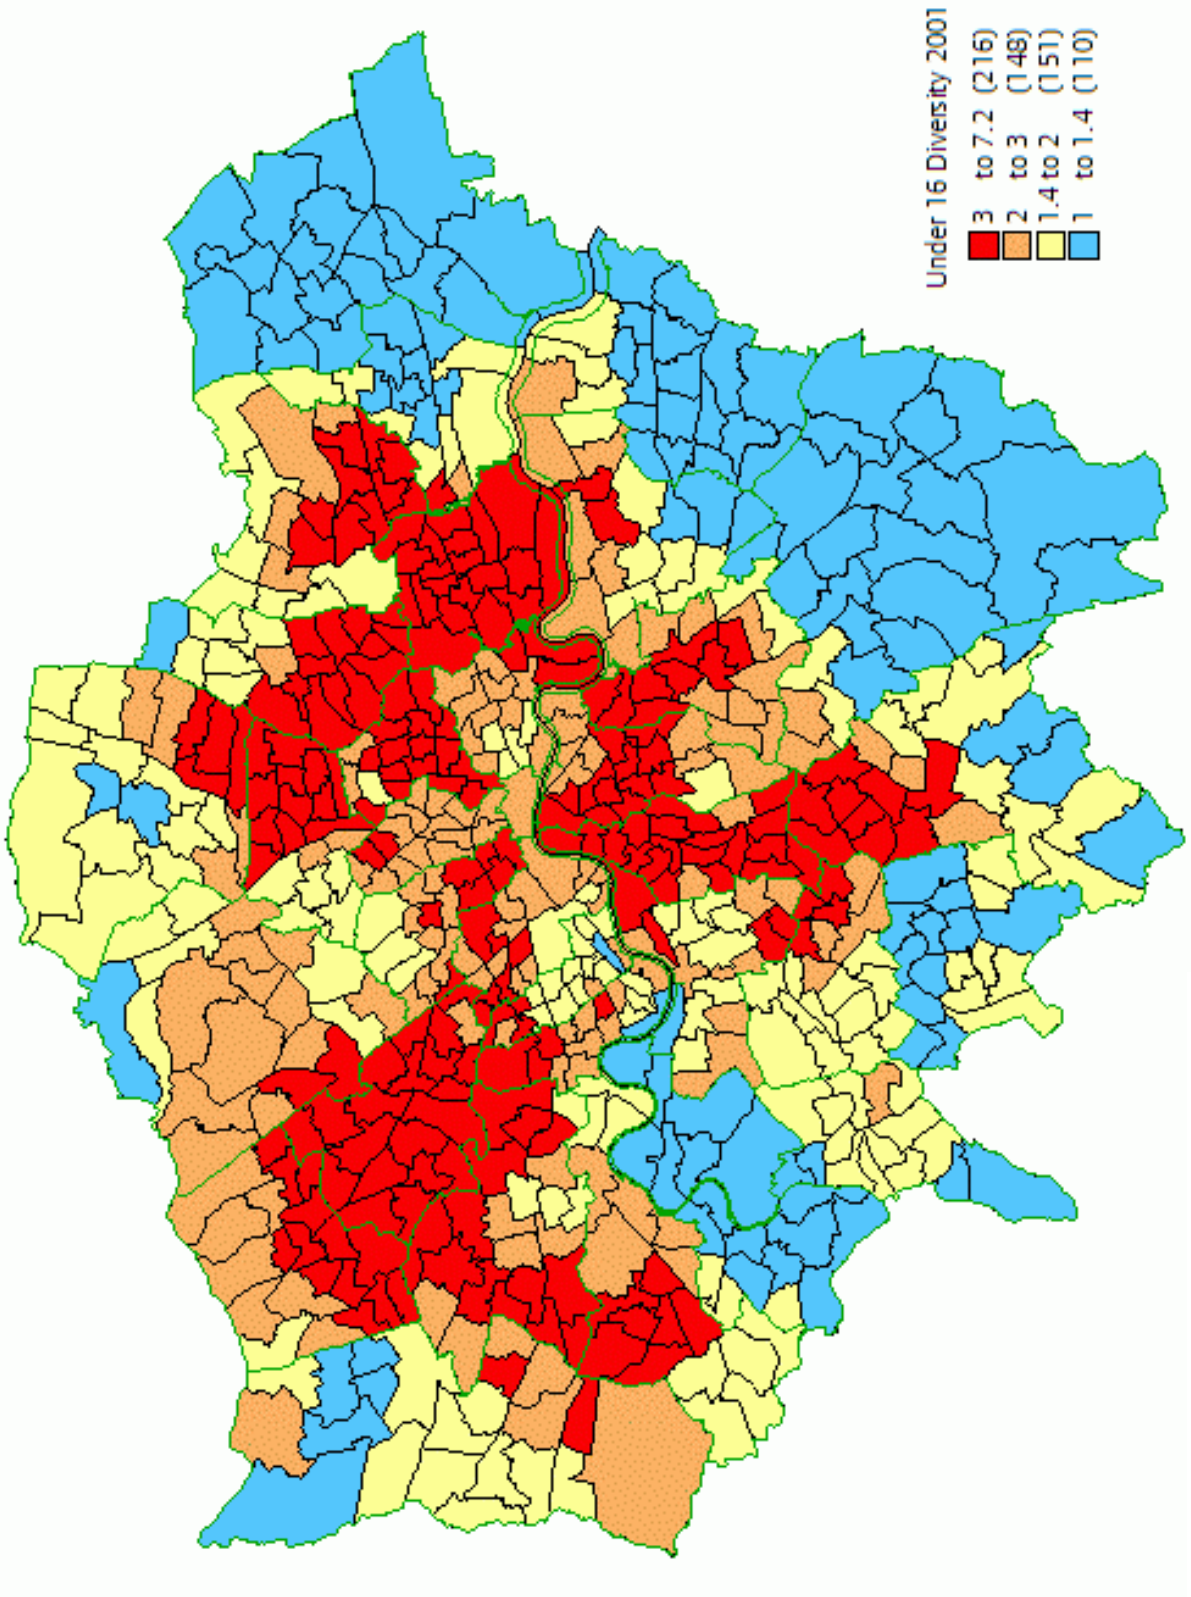 Under 16 Diversity 2001
3 to 7.2 (216)
2 to 3 (148)
1.4 to 2 (151)
1 to 1.4 (110)